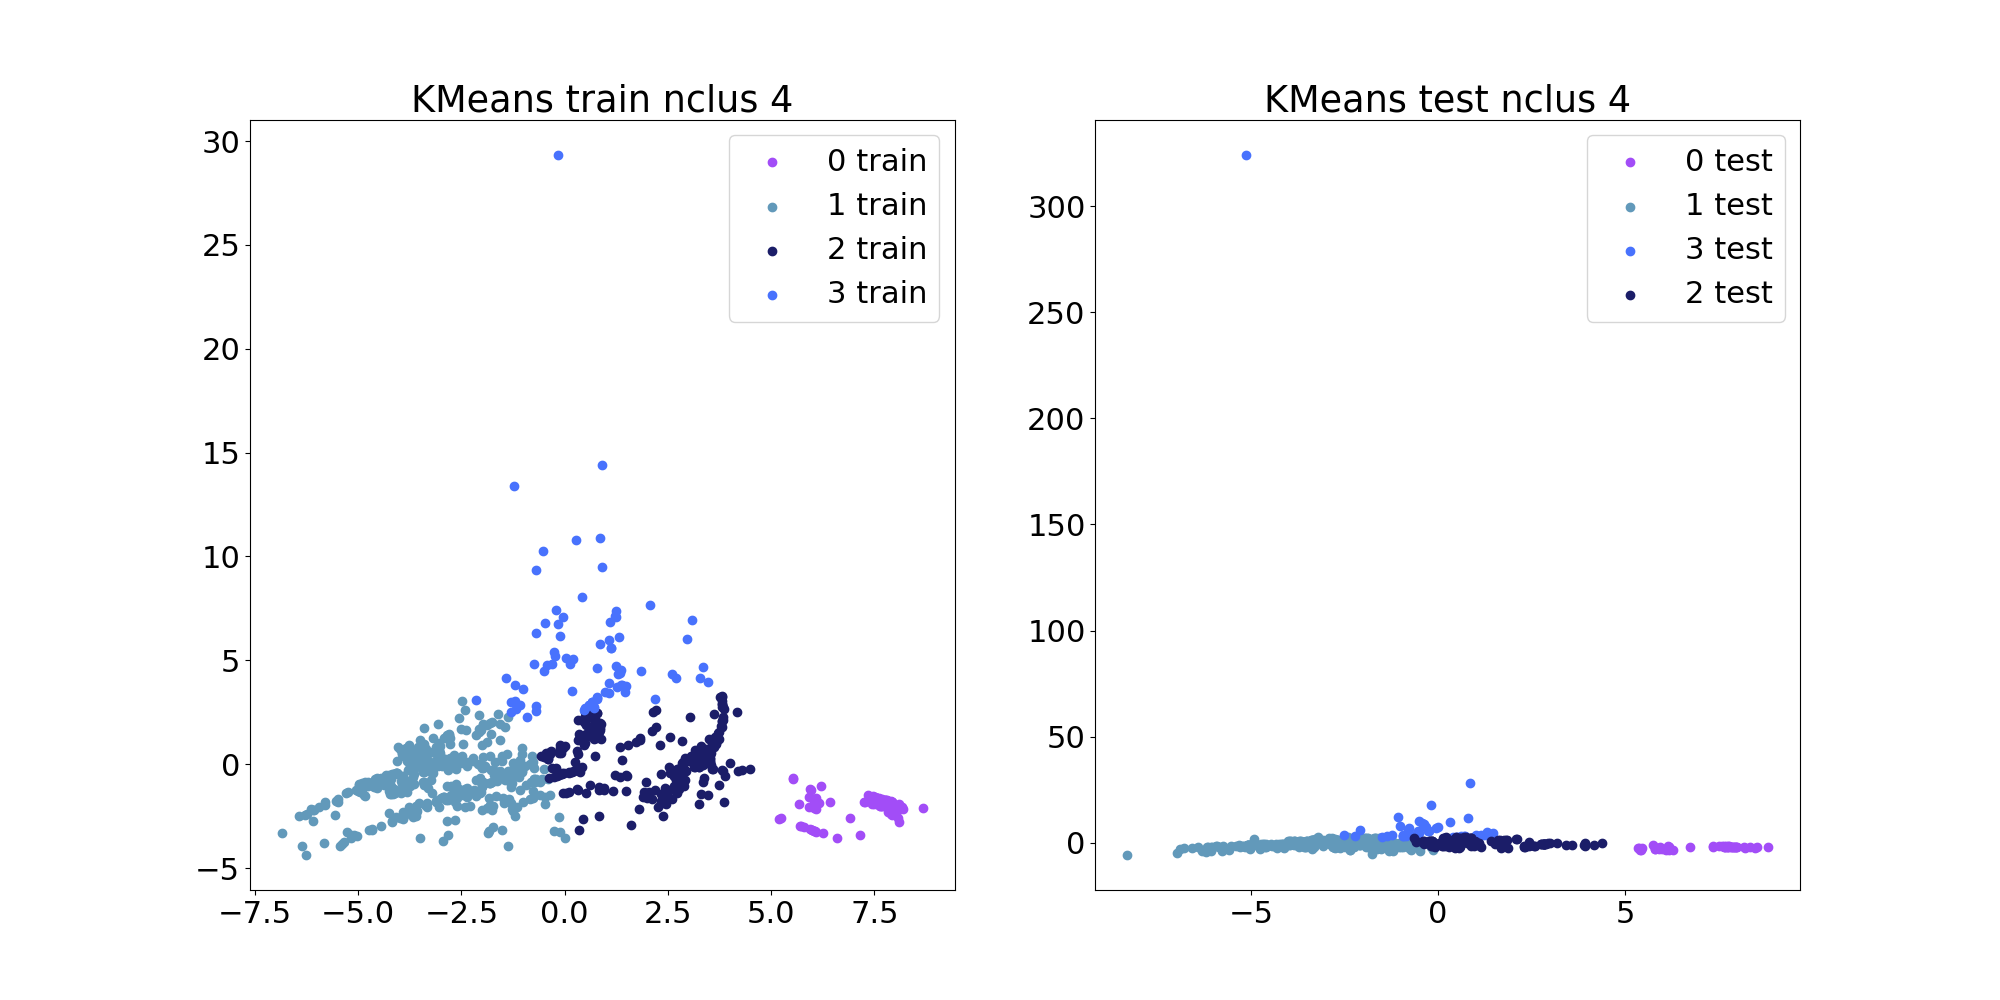 KMeans train nclus 4
30
25
20
15
10
5
0
−5
−7.5 −5.0 −2.5 0.0 2.5 5.0 7.5
0 train
1 train
2 train
3 train
KMeans test nclus 4
300
250
200
150
100
50
0
−5 0 5
0 test
1 test
3 test
2 test